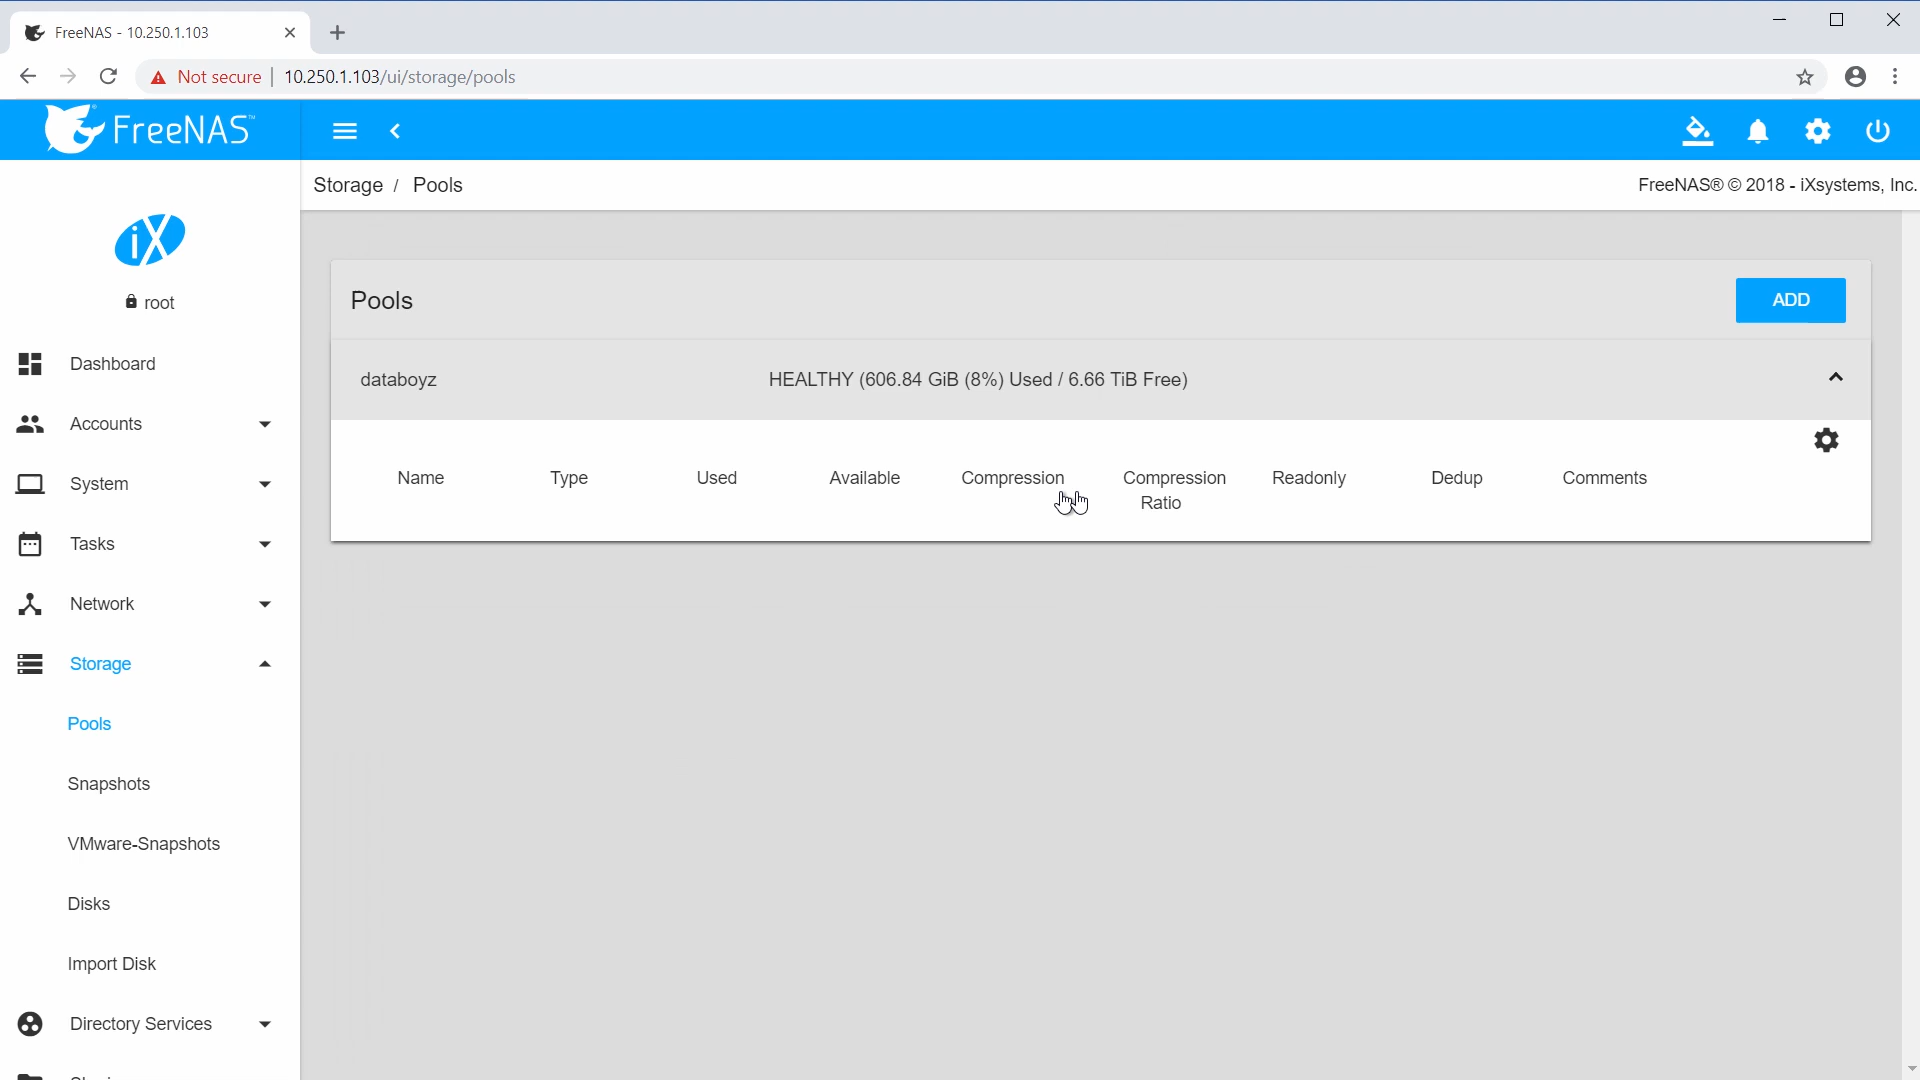 FreeNAS - 10.250.1.103
Not secure | 10.250.1.103/ui/storage/pools
FreeNAS™
Storage / Pools
FreeNAS® © 2018 - iXsystems, Inc.
iX
root
Dashboard
Accounts
System
Tasks
Network
Storage
Pools
Snapshots
VMware-Snapshots
Disks
Import Disk
Directory Services
Pools
ADD
databoyz HEALTHY (606.84 GiB (8%) Used / 6.66 TiB Free)
Name Type Used Available Compression Compression Readonly Dedup Comments
Ratio